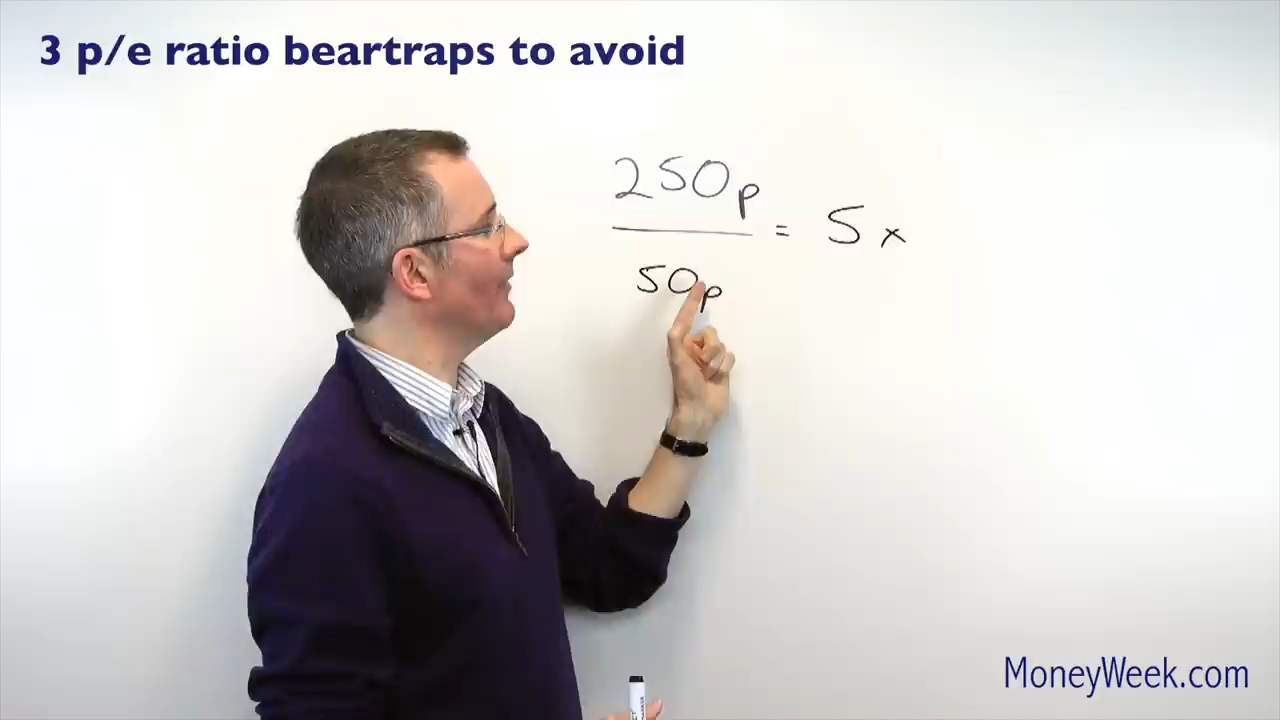 3 p/e ratio beartraps to avoid
250p
= 5x
50p
MoneyWeek.com